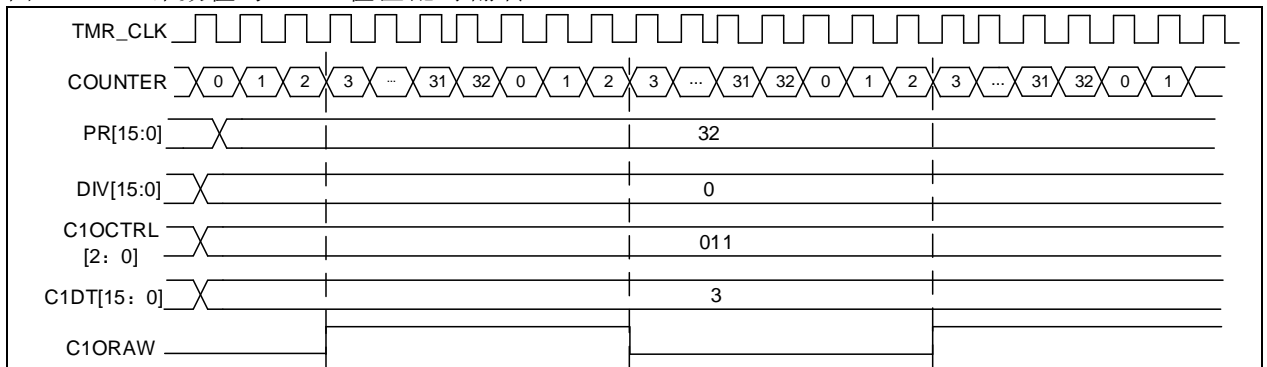 TMR_CLK
COUNTER 0 1 2 3 ... 31 32 0 1 2 3 ... 31 32 0 1 2 3 ... 31 32 0 1
PR[15:0] 32
DIV[15:0] 0
C1OCTRL
[2：0] 011
C1DT[15：0] 3
C1ORAW